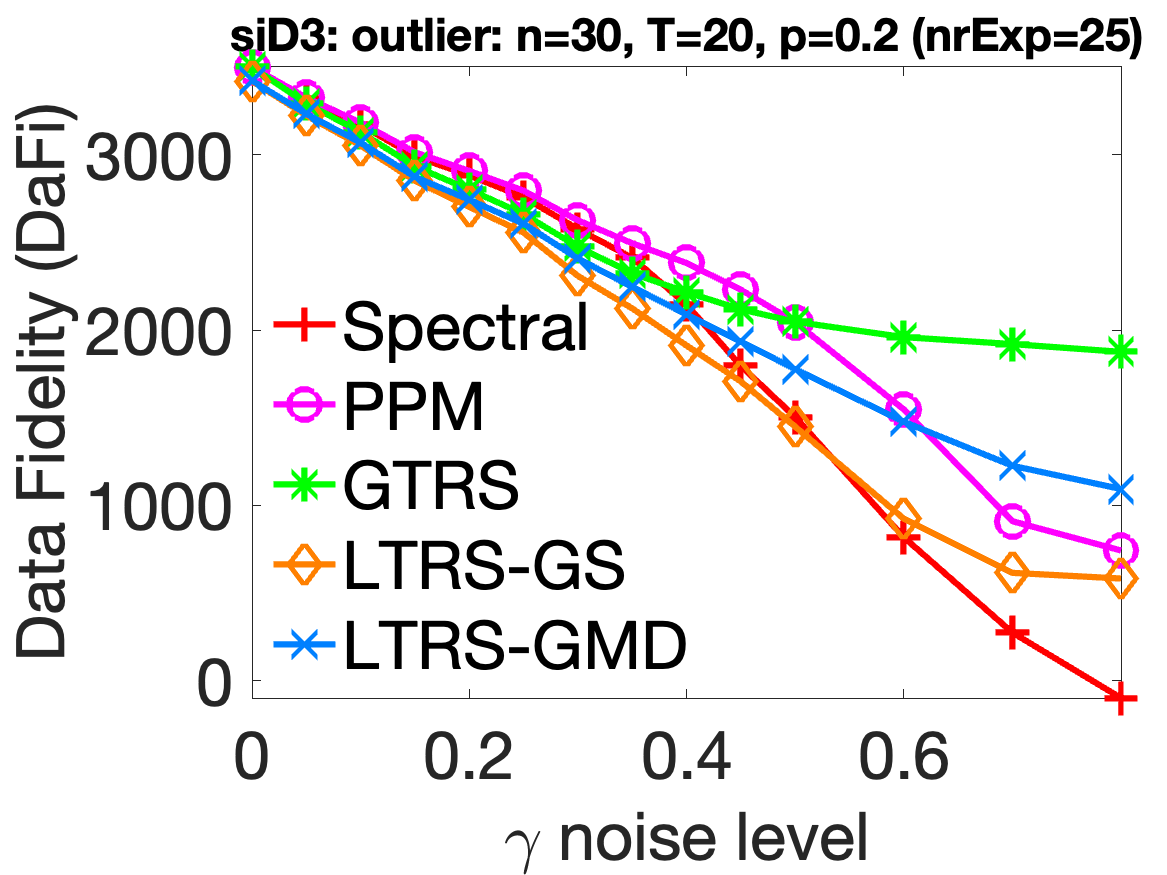 siD3: outlier: n=30, T=20, p=0.2 (nrExp=25)
Data Fidelity (DaFi)
3000
2000
1000
0
Spectral
PPM
GTRS
LTRS-GS
LTRS-GMD
0 0.2 0.4 0.6
γ noise level